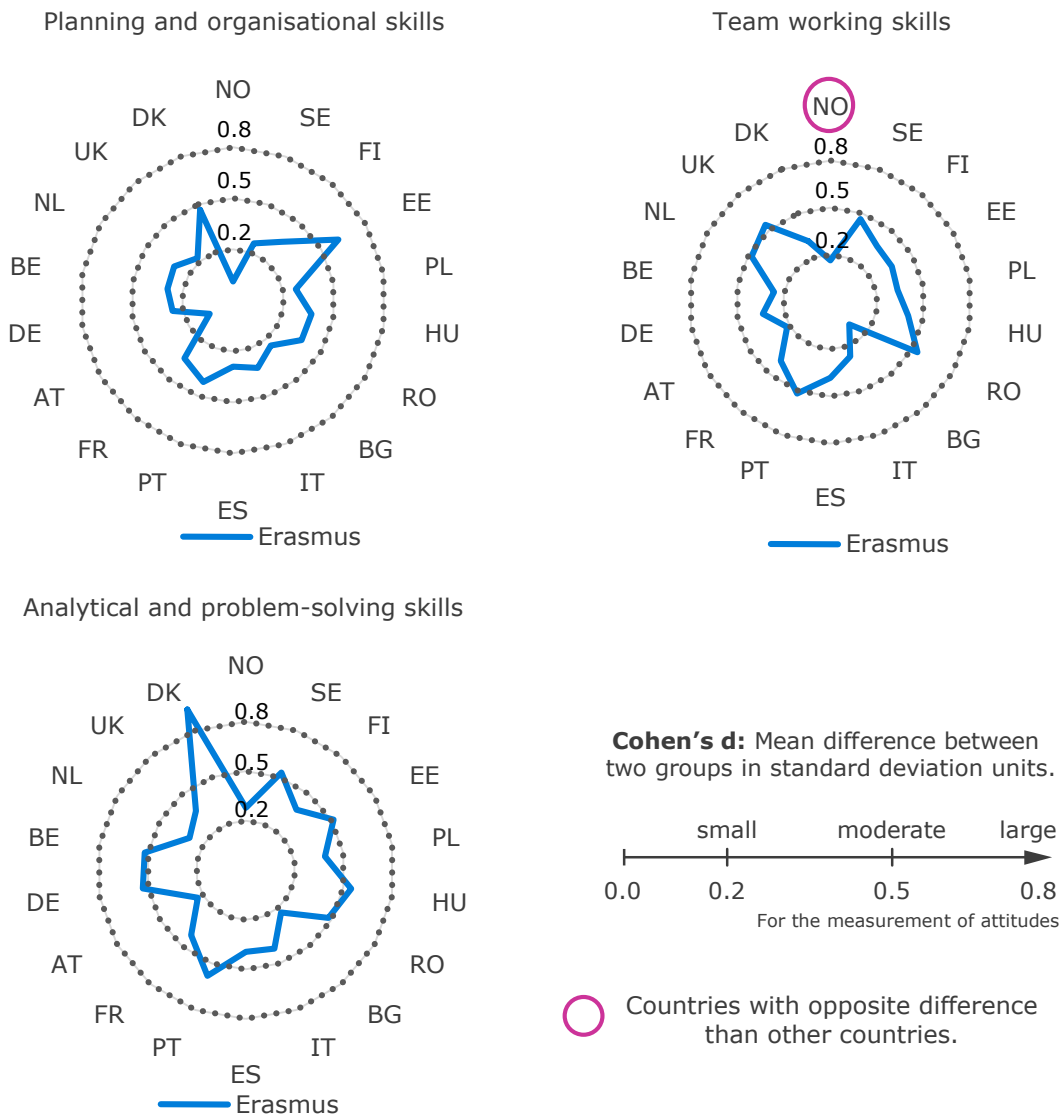 Planning and organisational skills
NO
SE
FI
EE
PL
HU
RO
BG
IT
ES
PT
FR
AT
DE
BE
NL
UK
DK
0.8
0.5
0.2
Erasmus
Team working skills
NO
SE
FI
EE
PL
HU
RO
BG
IT
ES
PT
FR
AT
DE
BE
NL
UK
DK
0.8
0.5
0.2
Erasmus
Analytical and problem-solving skills
NO
SE
FI
EE
PL
HU
RO
BG
IT
ES
PT
FR
AT
DE
BE
NL
UK
DK
0.8
0.5
0.2
Erasmus
Cohen's d: Mean difference between
two groups in standard deviation units.
small moderate large
0.0 0.2 0.5 0.8
For the measurement of attitudes
Countries with opposite difference
than other countries.